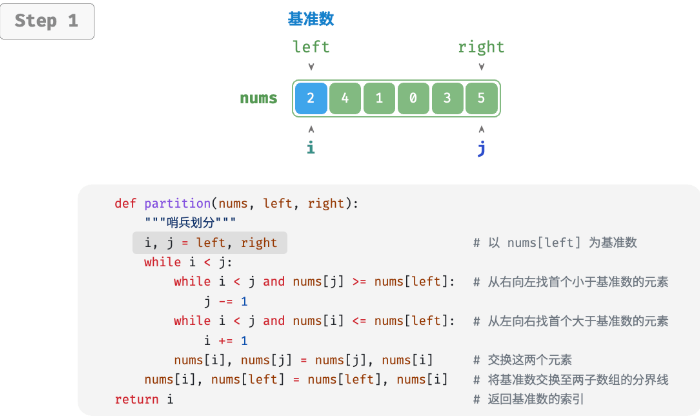 Step 1
基准数
left right
nums 2 4 1 0 3 5
i j
def partition(nums, left, right):
"""哨兵划分"""
i, j = left, right # 以 nums[left] 为基准数
while i < j:
while i < j and nums[j] >= nums[left]: # 从右向左找首个小于基准数的元素
j -= 1
while i < j and nums[i] <= nums[left]: # 从左向右找首个大于基准数的元素
i += 1
nums[i], nums[j] = nums[j], nums[i] # 交换这两个元素
nums[i], nums[left] = nums[left], nums[i] # 将基准数交换至两子数组的分界线
return i # 返回基准数的索引